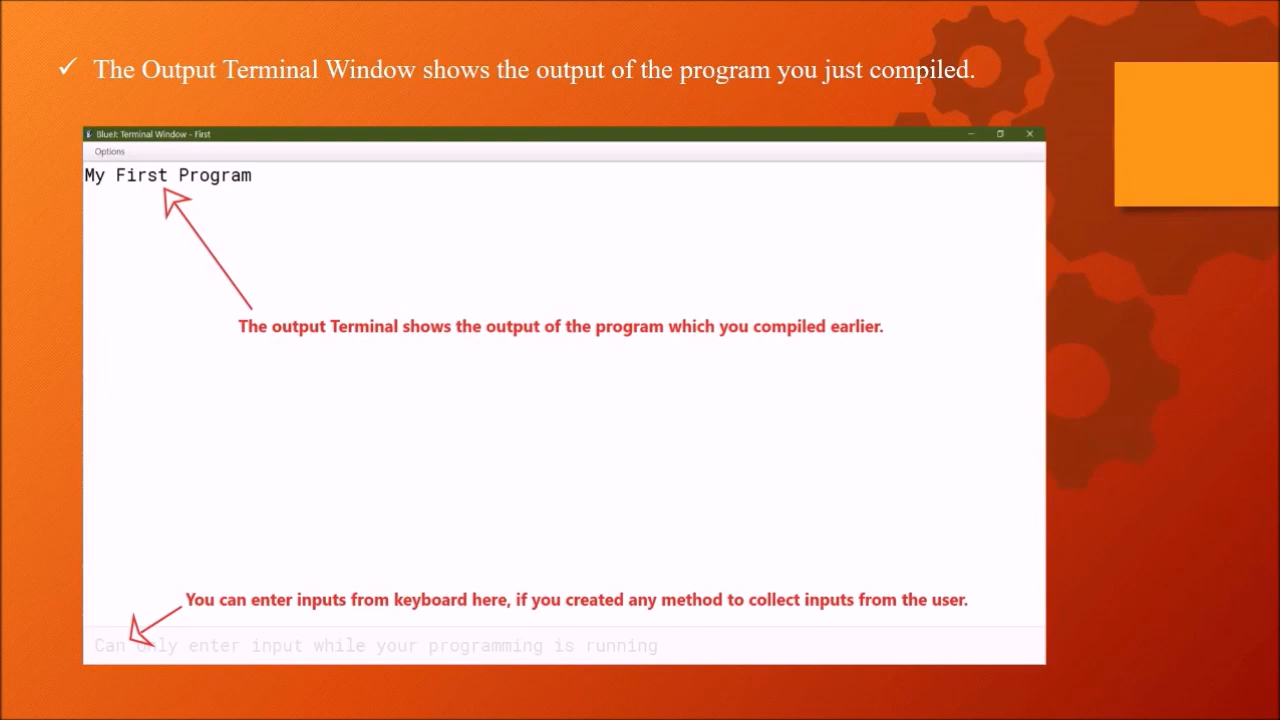 The Output Terminal Window shows the output of the program you just compiled.
BlueJ: Terminal Window - First
Options
My First Program
The output Terminal shows the output of the program which you compiled earlier.
You can enter inputs from keyboard here, if you created any method to collect inputs from the user.
Can only enter input while your programming is running